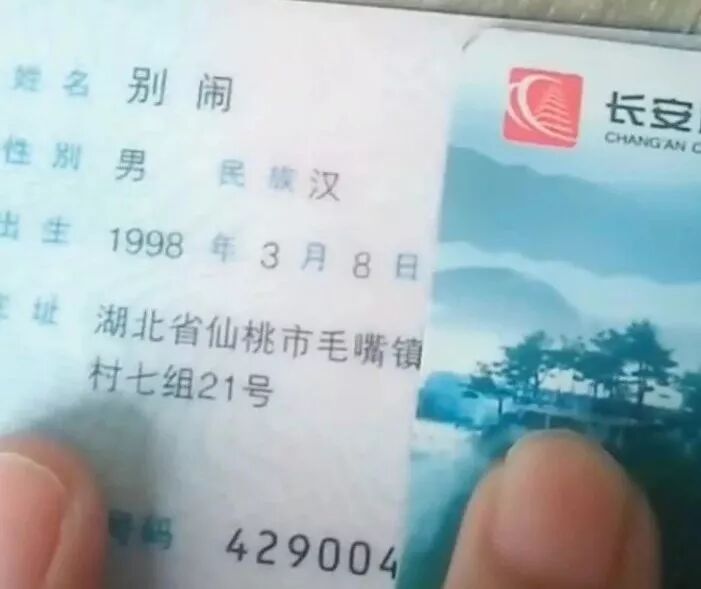 姓名 别闹
性别 男 民族 汉
出生 1998 年 3 月 8 日
住址 湖北省仙桃市毛嘴镇
村七组21号
号码 429004
长安
CHANG'AN C